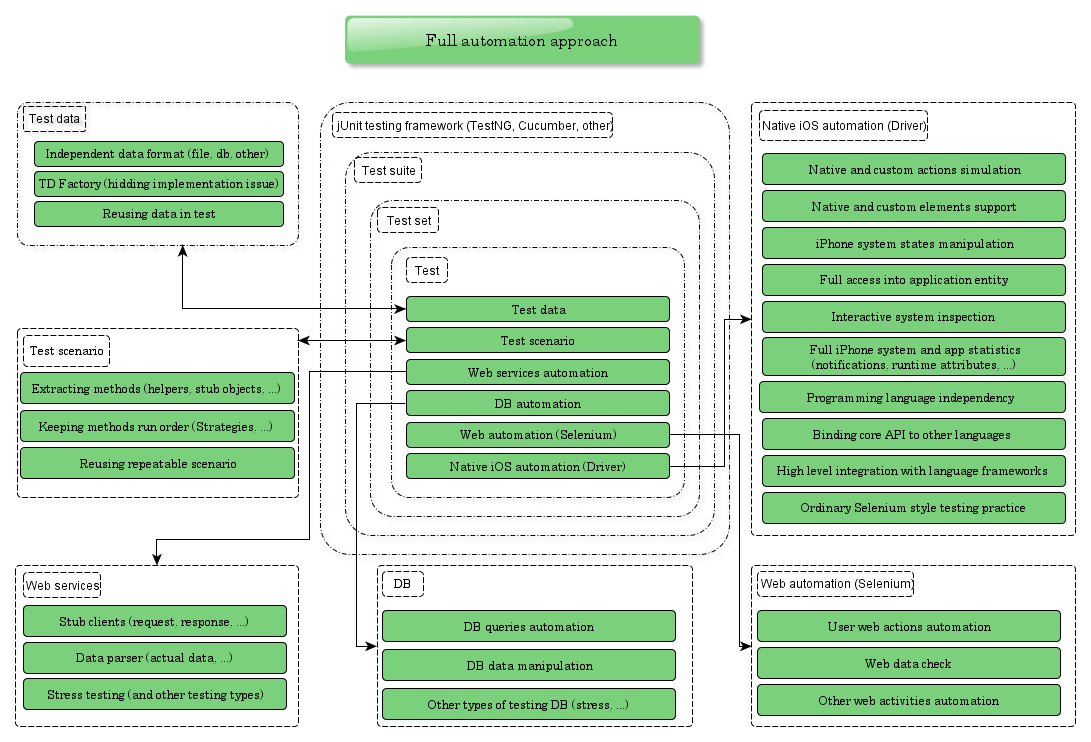 Full automation approach
Test data
Independent data format (file, db, other)
TD Factory (hidding implementation issue)
Reusing data in test
Test scenario
Extracting methods (helpers, stub objects, ...)
Keeping methods run order (Strategies, ...)
Reusing repeatable scenario
Web services
Stub clients (request, response, ...)
Data parser (actual data, ...)
Stress testing (and other testing types)
jUnit testing framework (TestNG, Cucumber, other)
Test suite
Test set
Test
Test data
Test scenario
Web services automation
DB automation
Web automation (Selenium)
Native iOS automation (Driver)
DB
DB queries automation
DB data manipulation
Other types of testing DB (stress, ...)
Native iOS automation (Driver)
Native and custom actions simulation
Native and custom elements support
iPhone system states manipulation
Full access into application entity
Interactive system inspection
Full iPhone system and app statistics
(notifications, runtime attributes, ...)
Programming language independency
Binding core API to other languages
High level integration with language frameworks
Ordinary Selenium style testing practice
Web automation (Selenium)
User web actions automation
Web data check
Other web activities automation